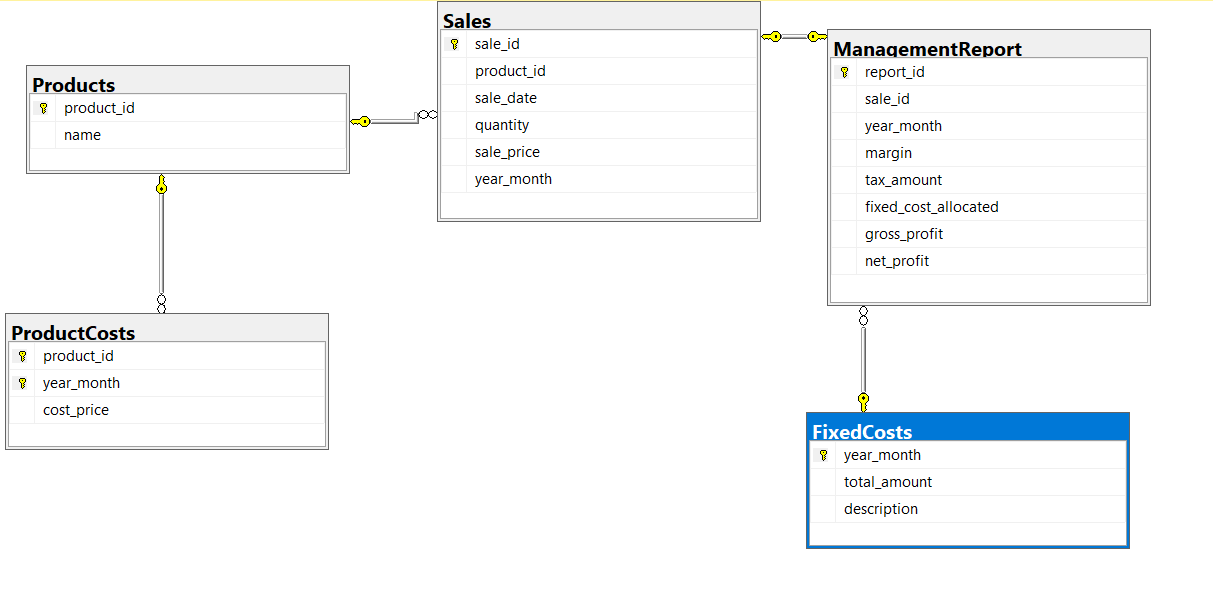 Products
product_id
name
Sales
sale_id
product_id
sale_date
quantity
sale_price
year_month
ManagementReport
report_id
sale_id
year_month
margin
tax_amount
fixed_cost_allocated
gross_profit
net_profit
ProductCosts
product_id
year_month
cost_price
FixedCosts
year_month
total_amount
description